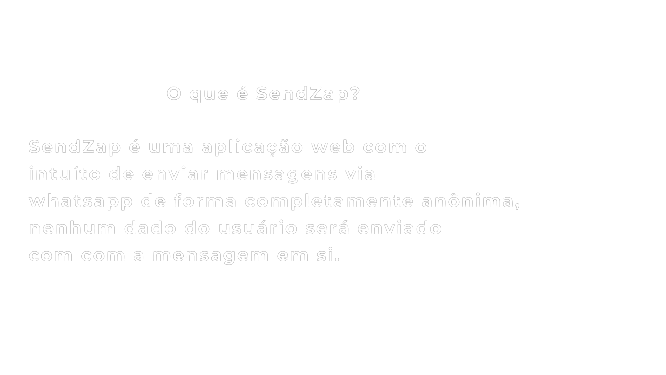 O que é SendZap?
SendZap é uma aplicação web com o
intuíto de enviar mensagens via
whatsapp de forma completamente anônima,
nenhum dado do usuário será enviado
com com a mensagem em si.